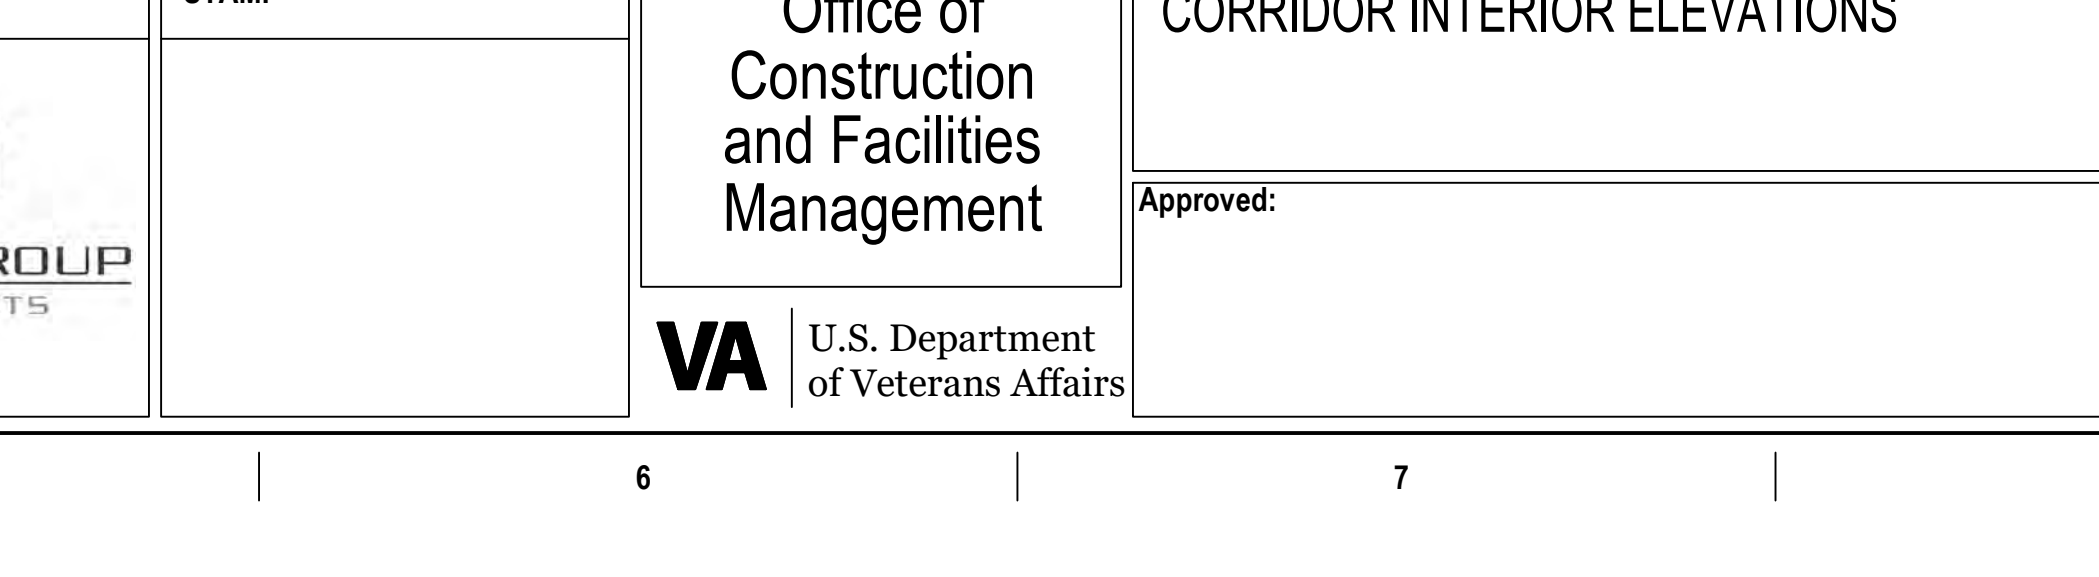 Office of
Construction
and Facilities
Management
CORRIDOR INTERIOR ELEVATIONS
Approved:
ROUP
TS
VA
U.S. Department
of Veterans Affairs
6
7